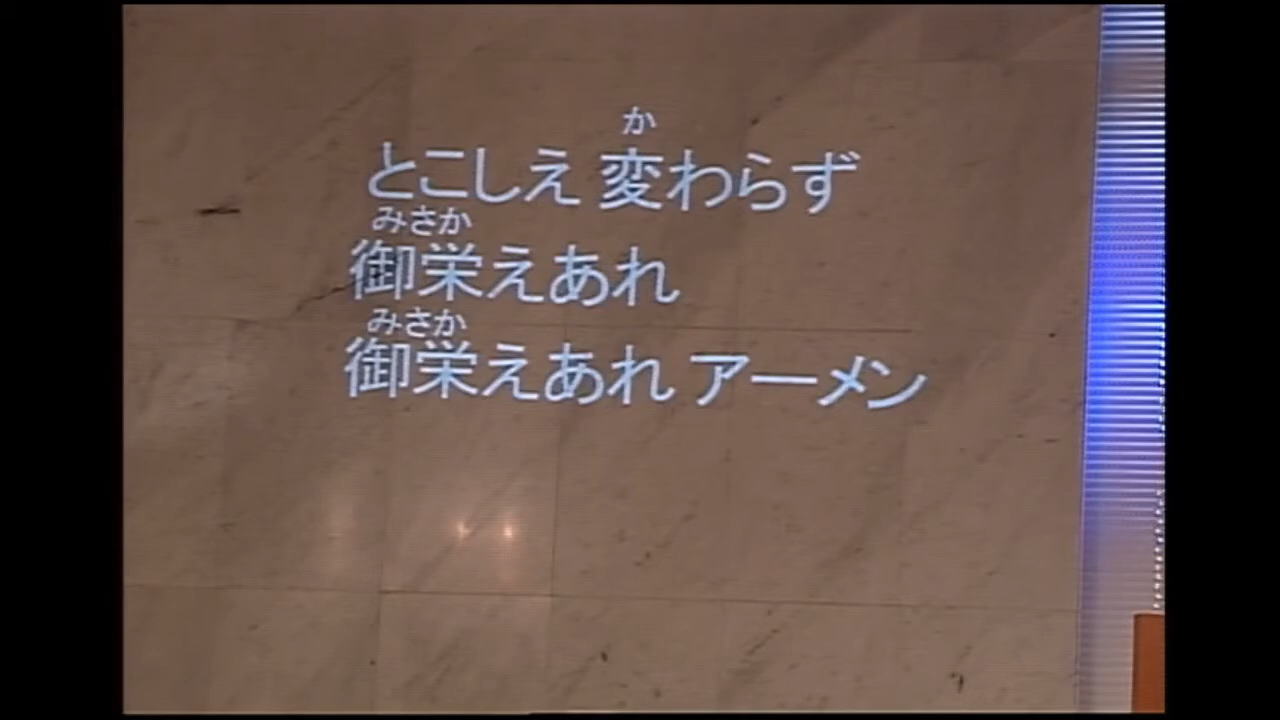 か
とこしえ 変わらず
みさか
御栄えあれ
みさか
御栄えあれ アーメン